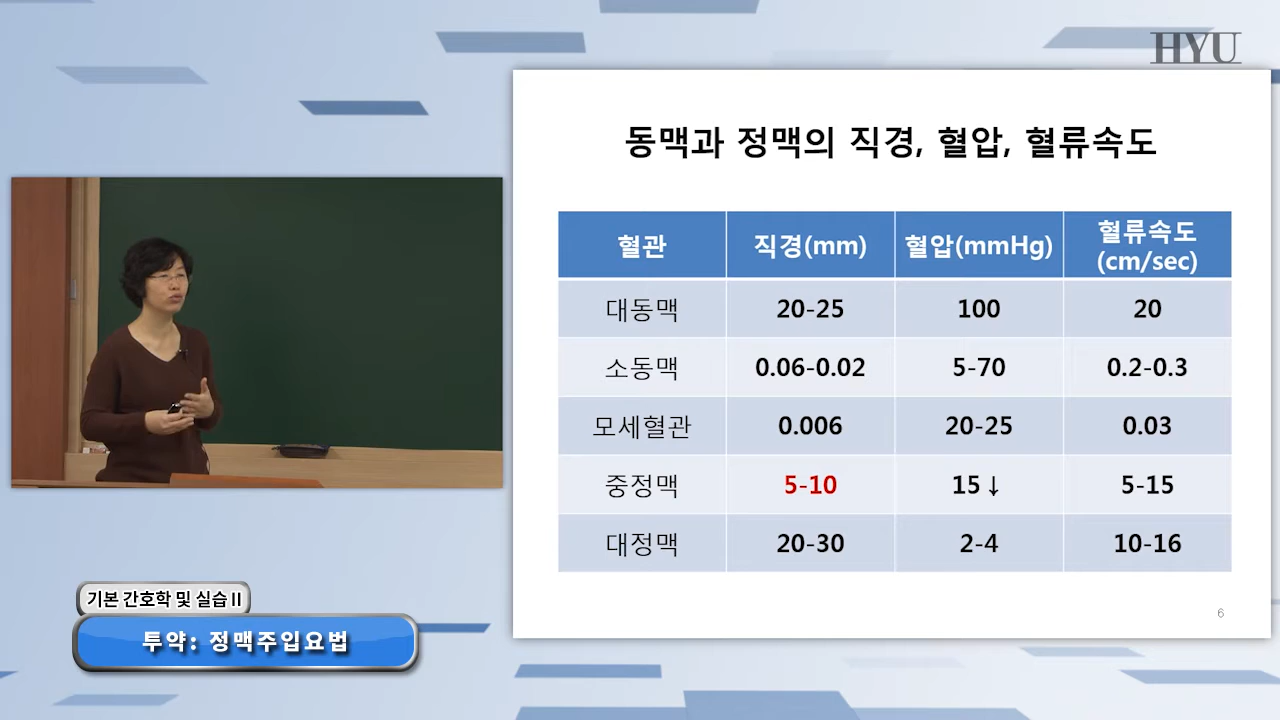 HYU
동맥과 정맥의 직경, 혈압, 혈류속도
혈관 직경(mm) 혈압(mmHg) 혈류속도
(cm/sec)
대동맥 20-25 100 20
소동맥 0.06-0.02 5-70 0.2-0.3
모세혈관 0.006 20-25 0.03
중정맥 5-10 15↓ 5-15
대정맥 20-30 2-4 10-16
6
기본 간호학 및 실습 II
투약: 정맥주입요법